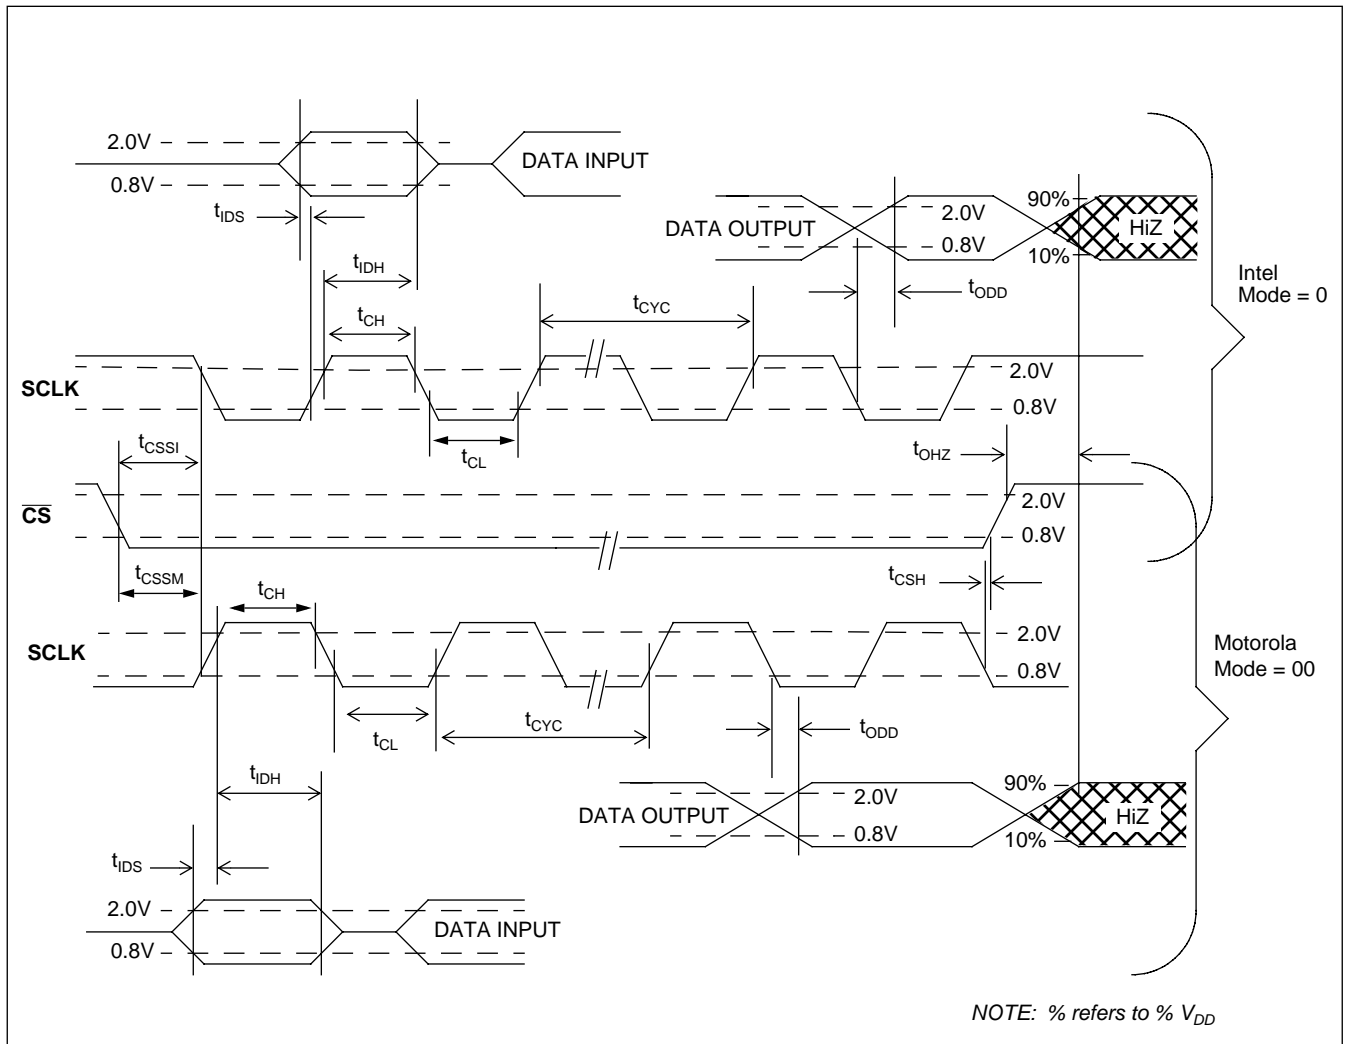 2.0V
DATA INPUT
0.8V
tIDS
90%
2.0V
DATA OUTPUT
HiZ
0.8V
10%
tIDH
tODD
Intel
Mode = 0
tCYC
tCH
2.0V
SCLK
0.8V
tCSSI
tCL
tOHZ
2.0V
CS
0.8V
tCSSM
tCH
tCSH
2.0V
SCLK
0.8V
Motorola
Mode = 00
tCL
tCYC
tODD
tIDH
90%
2.0V
DATA OUTPUT
HiZ
0.8V
10%
tIDS
2.0V
DATA INPUT
0.8V
NOTE: % refers to % VDD